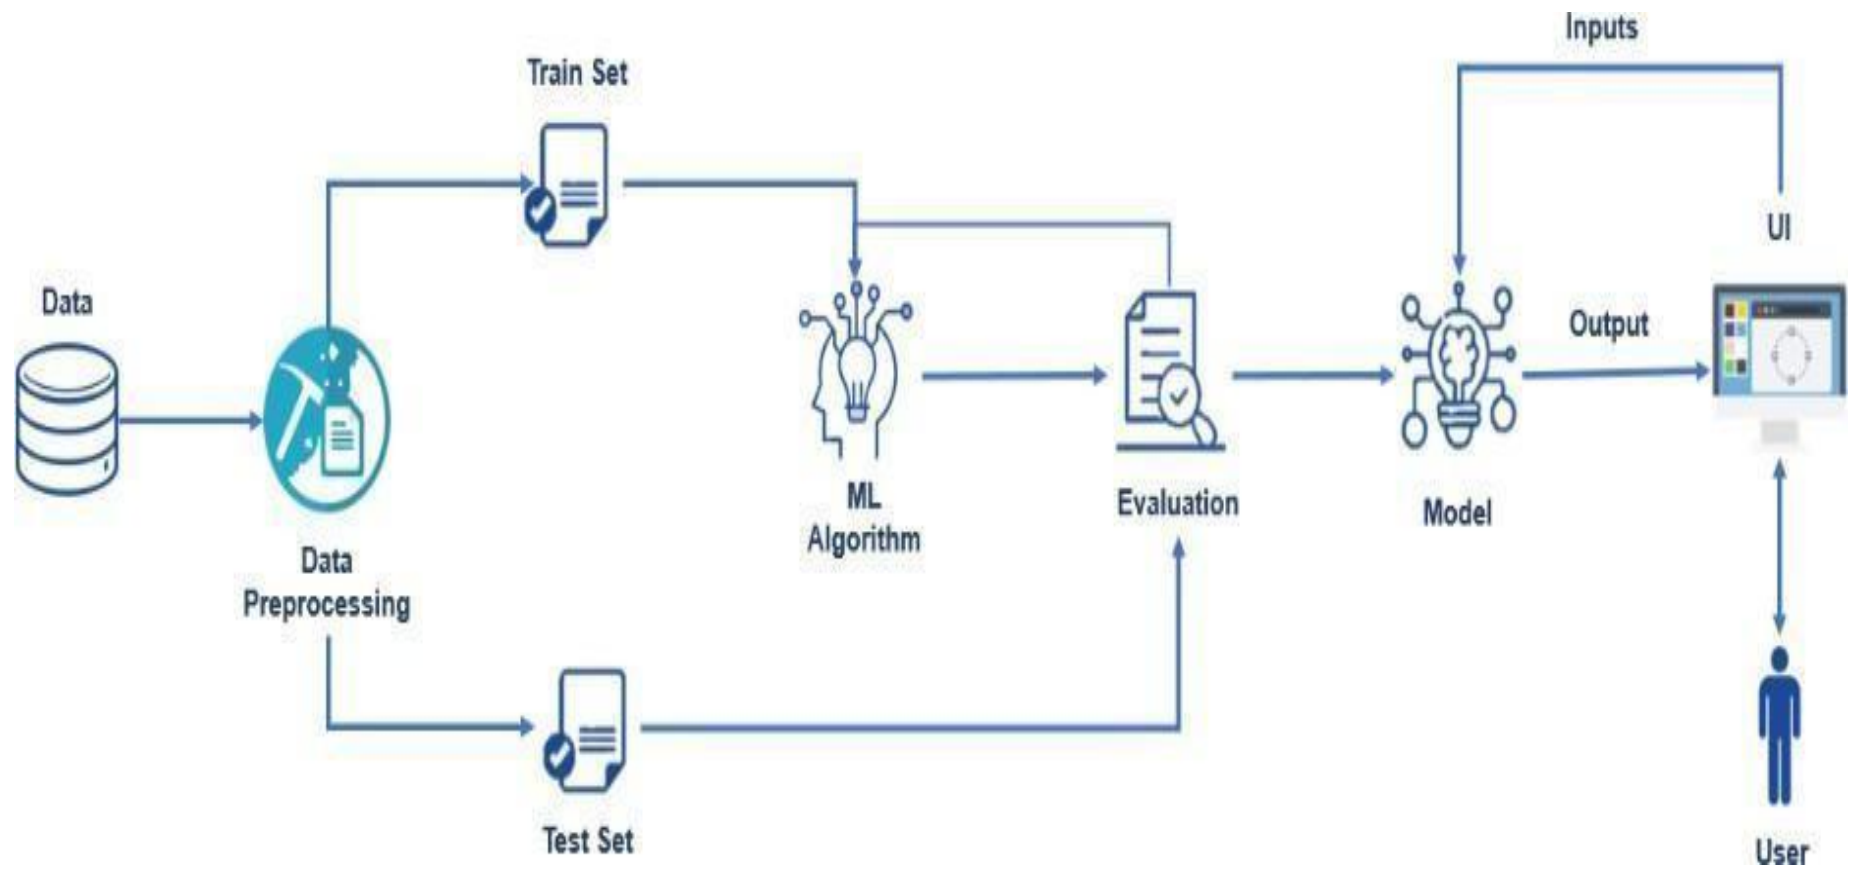 Inputs
Train Set
UI
Data
Output
ML
Algorithm
Evaluation
Model
Data
Preprocessing
Test Set
User